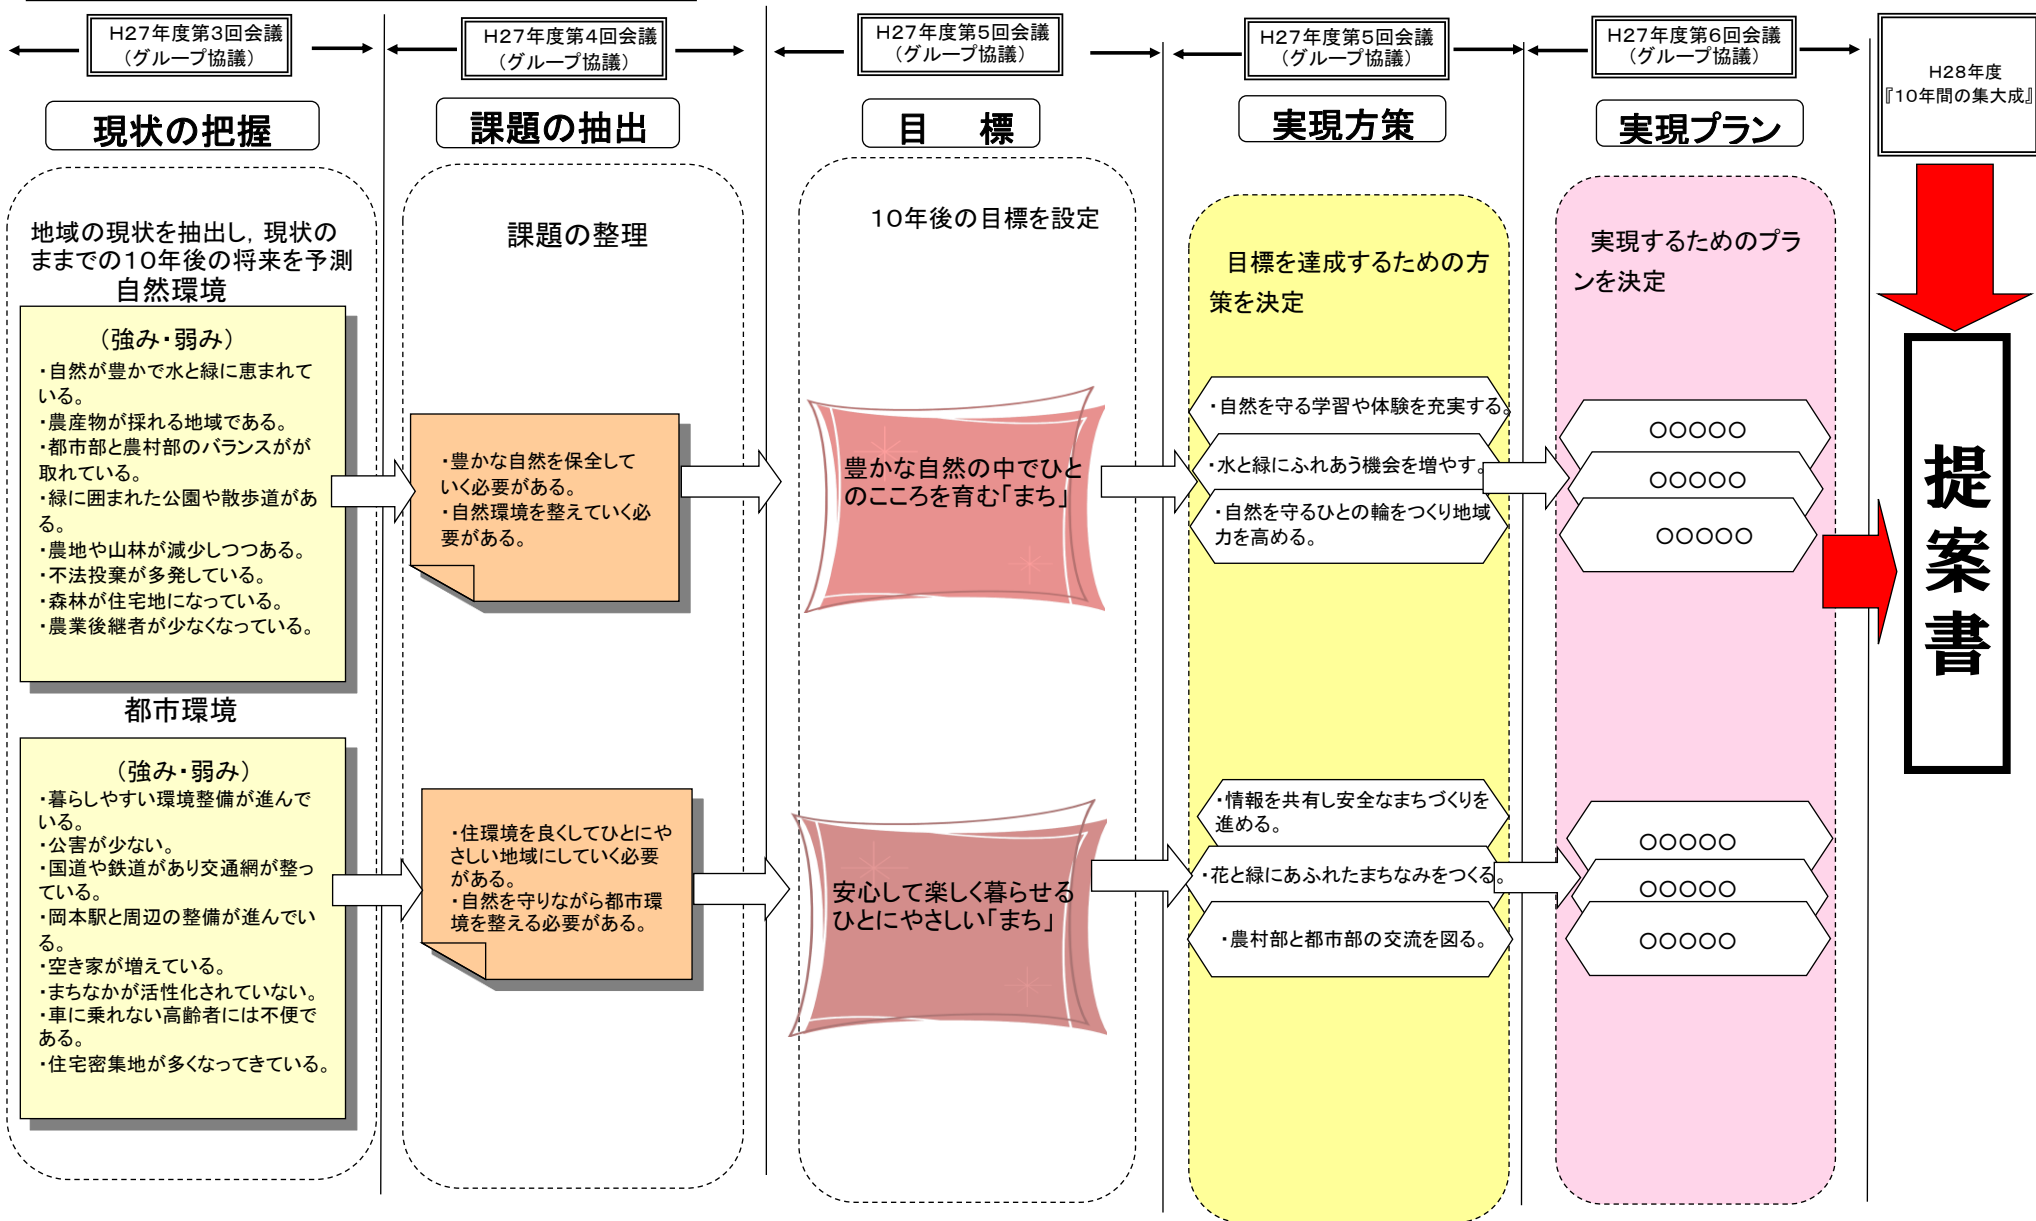 H27年度第3回会議
(グループ協議)
H27年度第4回会議
(グループ協議)
H27年度第5回会議
(グループ協議)
H27年度第5回会議
(グループ協議)
H27年度第6回会議
(グループ協議)
H28年度
『10年間の集大成』
現状の把握
課題の抽出
目　標
実現方策
実現プラン
地域の現状を抽出し，現状の
ままでの10年後の将来を予測
自然環境
(強み・弱み)
・自然が豊かで水と緑に恵まれて
いる。
・農産物が採れる地域である。
・都市部と農村部のバランスがが
取れている。
・緑に囲まれた公園や散歩道があ
る。
・農地や山林が減少しつつある。
・不法投棄が多発している。
・森林が住宅地になっている。
・農業後継者が少なくなっている。
都市環境
(強み・弱み)
・暮らしやすい環境整備が進んで
いる。
・公害が少ない。
・国道や鉄道があり交通網が整っ
ている。
・岡本駅と周辺の整備が進んでい
る。
・空き家が増えている。
・まちなかが活性化されていない。
・車に乗れない高齢者には不便で
ある。
・住宅密集地が多くなってきている。
課題の整理
・豊かな自然を保全して
いく必要がある。
・自然環境を整えていく必
要がある。
・住環境を良くしてひとにや
さしい地域にしていく必要
がある。
・自然を守りながら都市環
境を整える必要がある。
10年後の目標を設定
豊かな自然の中でひと
のこころを育む「まち」
安心して楽しく暮らせる
ひとにやさしい「まち」
目標を達成するための方
策を決定
・自然を守る学習や体験を充実する。
・水と緑にふれあう機会を増やす。
・自然を守るひとの輪をつくり地域
力を高める。
・情報を共有し安全なまちづくりを
進める。
・花と緑にあふれたまちなみをつくる。
・農村部と都市部の交流を図る。
実現するためのプラ
ンを決定
○○○○○
○○○○○
○○○○○
○○○○○
○○○○○
○○○○○
提案書